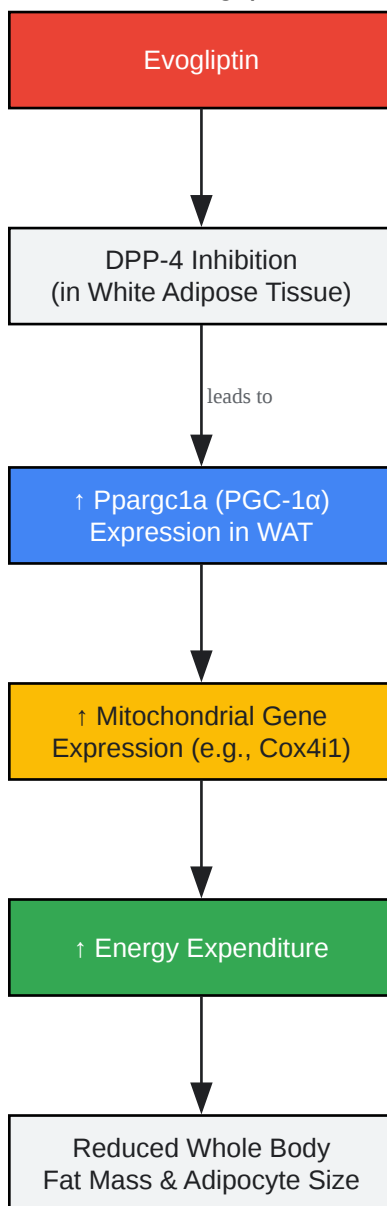 Evogliptin
DPP-4 Inhibition
(in White Adipose Tissue)
leads to
↑ Ppargc1a (PGC-1α)
Expression in WAT
↑ Mitochondrial Gene
Expression (e.g., Cox4i1)
↑ Energy Expenditure
Reduced Whole Body
Fat Mass & Adipocyte Size